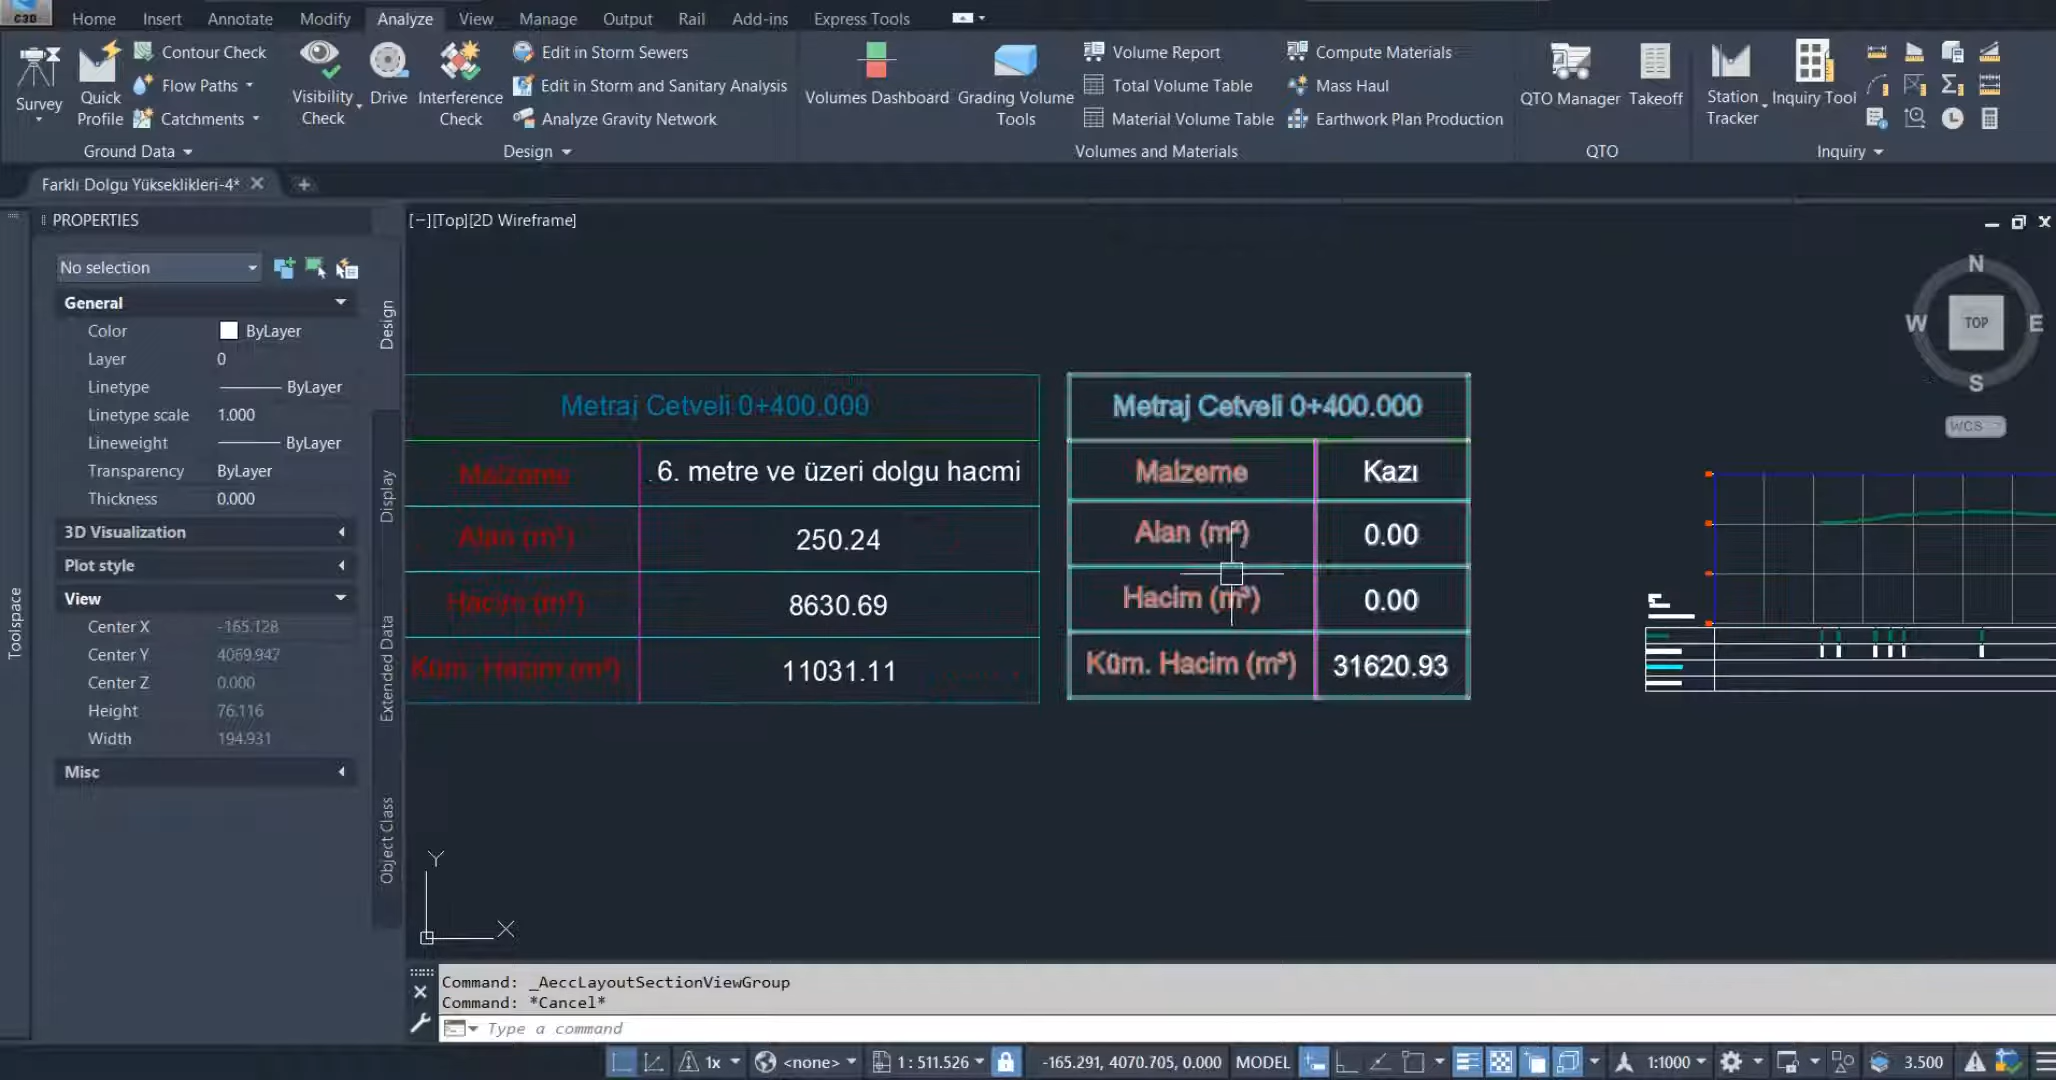 C3D
Home Insert Annotate Modify Analyze View Manage Output Rail Add-ins Express Tools
Survey
Quick Profile
Contour Check
Flow Paths
Catchments
Ground Data
Visibility Check
Drive
Interference Check
Edit in Storm Sewers
Edit in Storm and Sanitary Analysis
Analyze Gravity Network
Design
Volumes Dashboard
Grading Volume Tools
Volume Report
Total Volume Table
Material Volume Table
Compute Materials
Mass Haul
Earthwork Plan Production
Volumes and Materials
QTO Manager
Takeoff
QTO
Station Tracker
Inquiry Tool
Inquiry
Farklı Dolgu Yükseklikleri-4*
PROPERTIES
No selection
General
Color ByLayer
Layer 0
Linetype ByLayer
Linetype scale 1.000
Lineweight ByLayer
Transparency ByLayer
Thickness 0.000
3D Visualization
Plot style
View
Center X -165.128
Center Y 4069.947
Center Z 0.000
Height 76.116
Width 194.931
Misc
Toolspace
Design
Display
Extended Data
Object Class
[−][Top][2D Wireframe]
Metraj Cetveli 0+400.000
Malzeme 6. metre ve üzeri dolgu hacmi
Alan (m²) 250.24
Hacim (m³) 8630.69
Küm. Hacim (m³) 11031.11
Metraj Cetveli 0+400.000
Malzeme Kazı
Alan (m²) 0.00
Hacim (m³) 0.00
Küm. Hacim (m³) 31620.93
N
W TOP E
S
WCS
Y
X
Command: _AeccLayoutSectionViewGroup
Command: *Cancel*
Type a command
1x <none> 1 : 511.526 -165.291, 4070.705, 0.000 MODEL 1:1000 3.500